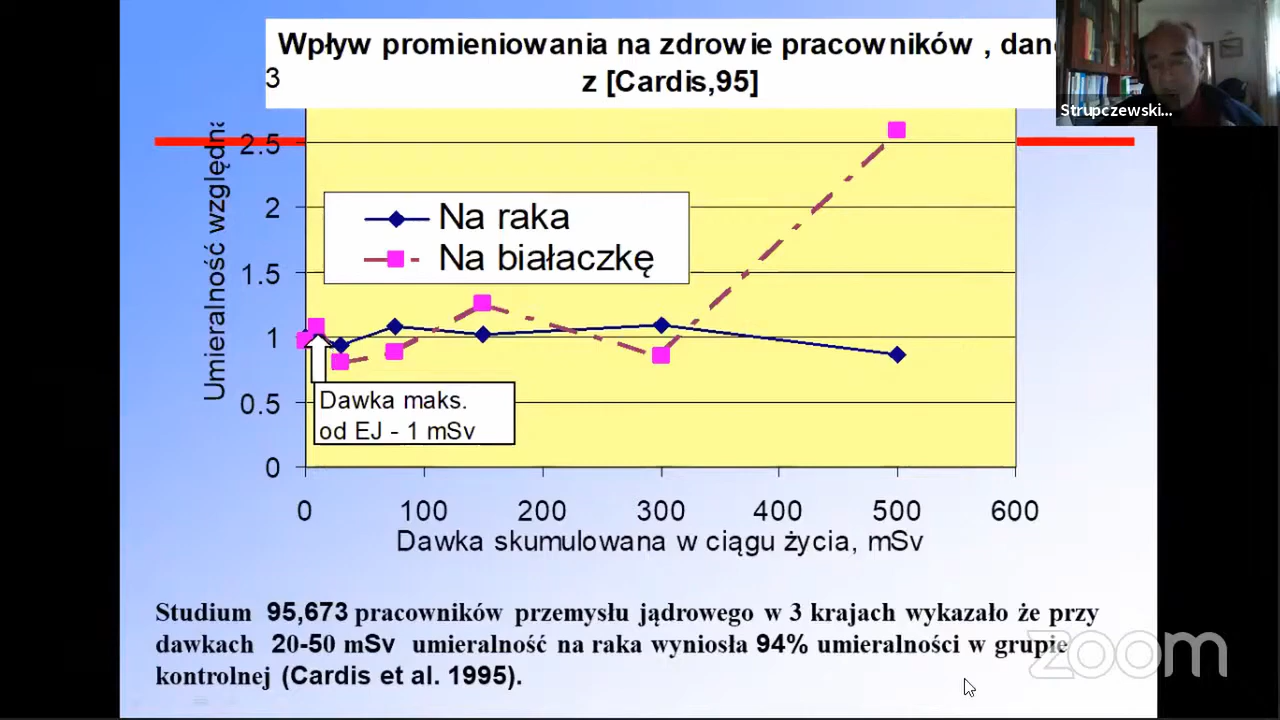 Wpływ promieniowania na zdrowie pracowników , dan
z [Cardis,95]
Strupczewski...
3
2.5
2
1.5
1
0.5
0
Umieralność względn
Na raka
Na białaczkę
Dawka maks.
od EJ - 1 mSv
0 100 200 300 400 500 600
Dawka skumulowana w ciągu życia, mSv
Studium 95,673 pracowników przemysłu jądrowego w 3 krajach wykazało że przy
dawkach 20-50 mSv umieralność na raka wyniosła 94% umieralności w grupie
kontrolnej (Cardis et al. 1995).
zoom